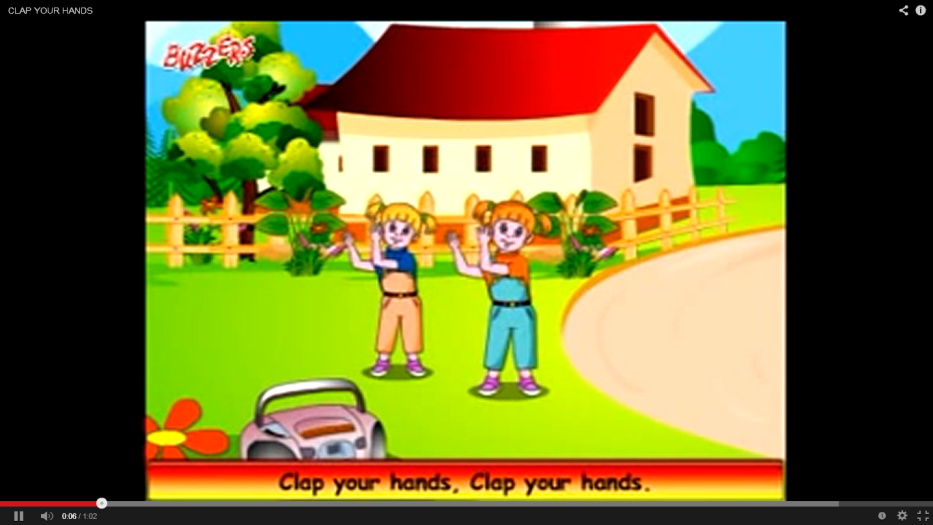 CLAP YOUR HANDS
BUZZERS
Clap your hands, Clap your hands.
0:06 / 1:02